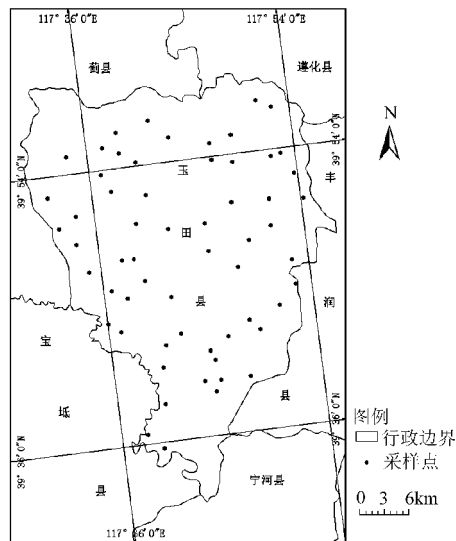 117° 36′ 0″E
117° 54′ 0″E
蓟县
遵化县
N
39° 54′ 0″N
39° 54′ 0″N
玉
田
县
丰
润
县
宝
坻
县
宁河县
39° 36′ 0″N
39° 36′ 0″N
117° 36′ 0″E
图例
行政边界
采样点
0 3 6km